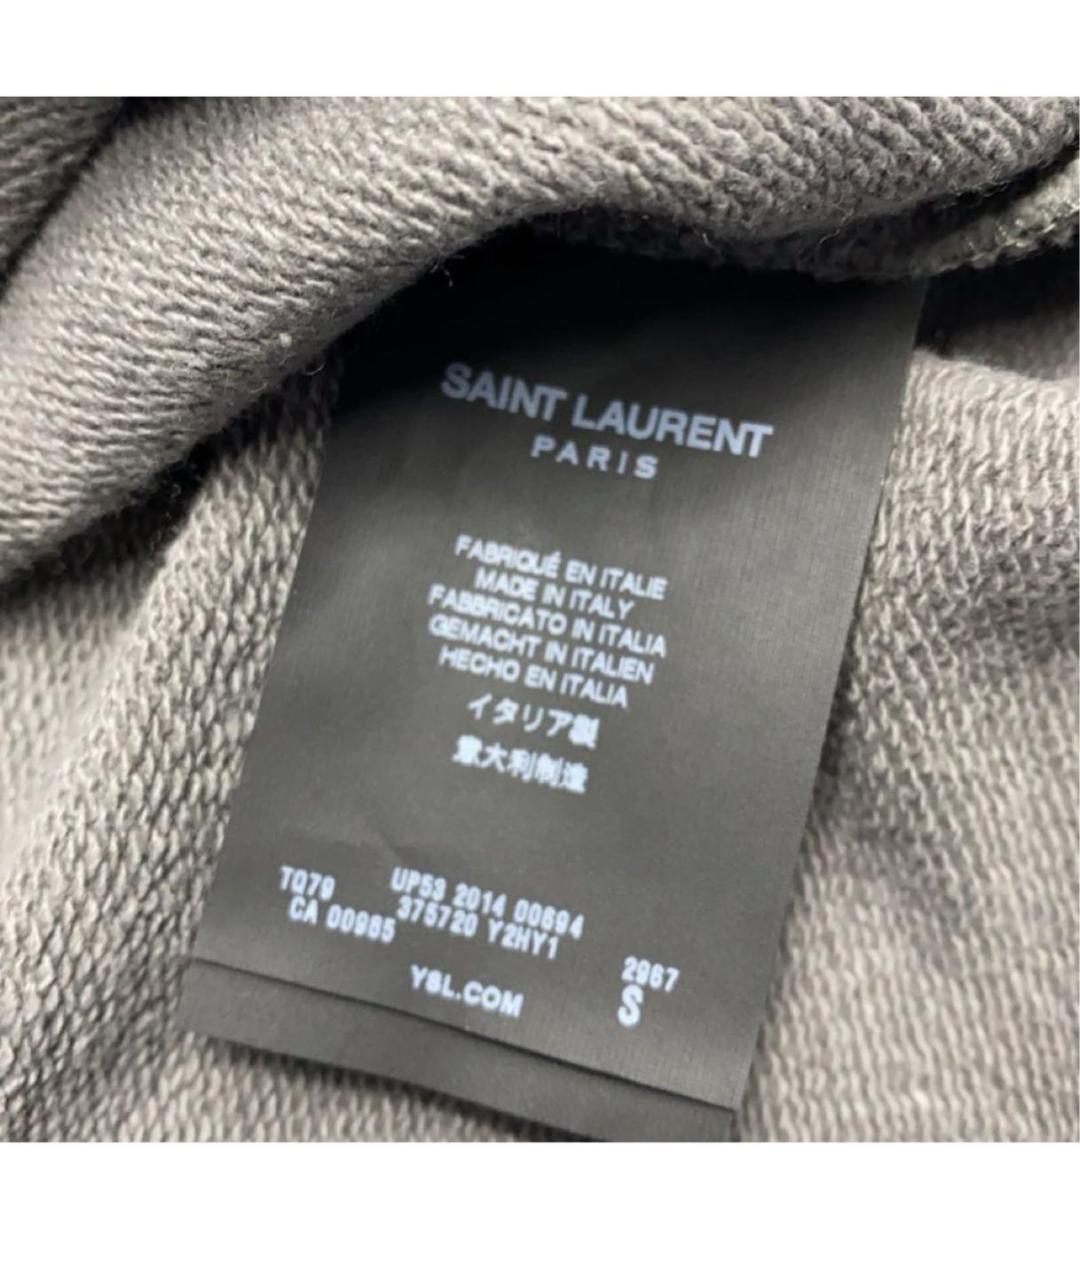 SAINT LAURENT
PARIS
FABRIQUÉ EN ITALIE
MADE IN ITALY
FABBRICATO IN ITALIA
GEMACHT IN ITALIEN
HECHO EN ITALIA
イタリア製
意大利制造
TQ79 UP53 2014 00694
CA 00985 375720 Y2HY1
2967
YSL.COM S